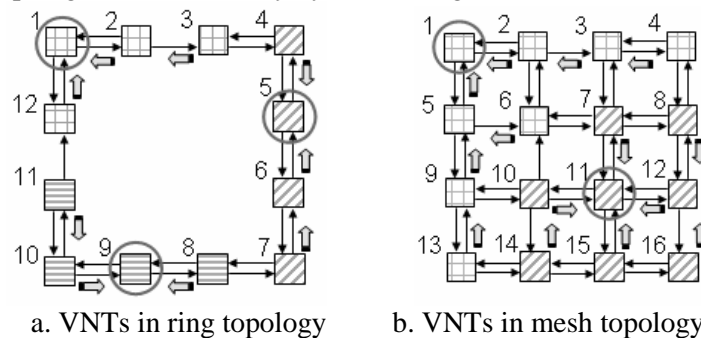 1 2 3 4
5
12
6
11
10 9 8 7
a. VNTs in ring topology
1 2 3 4
5 6 7 8
9 10 11 12
13 14 15 16
b. VNTs in mesh topology